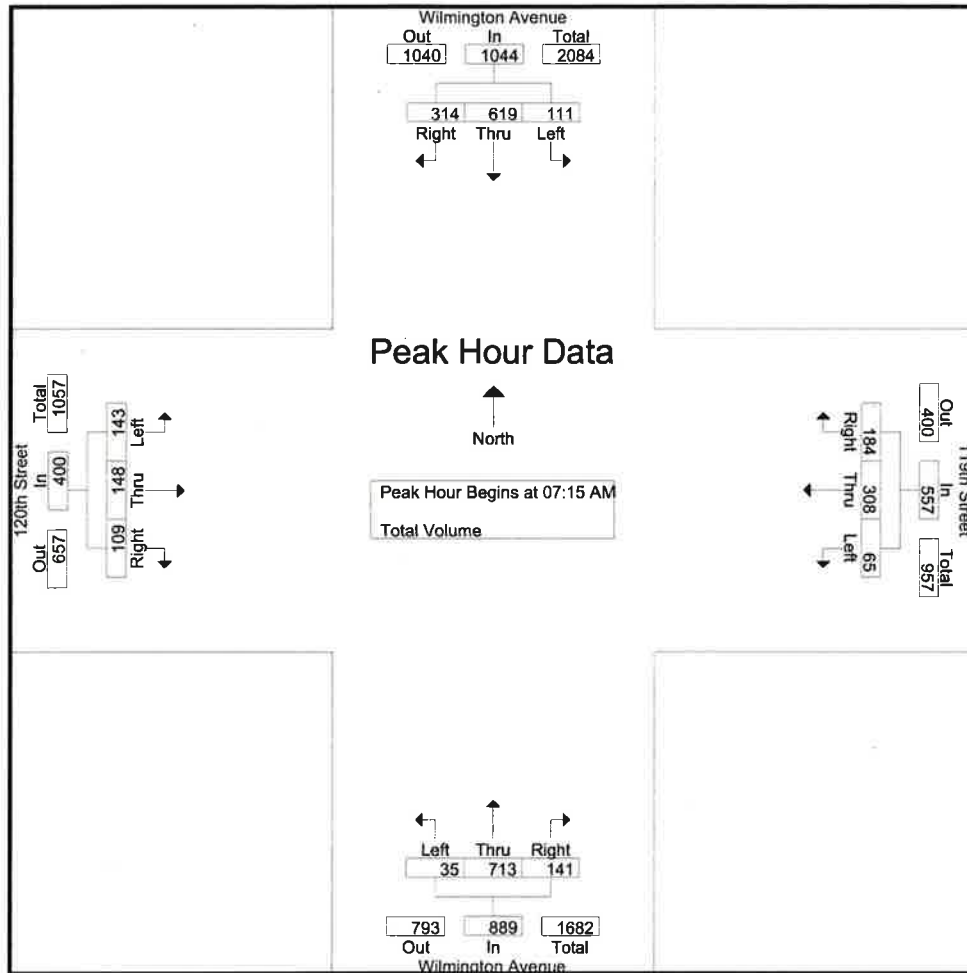 Wilmington Avenue
Out In Total
1040 1044 2084
314 619 111
Right Thru Left
Peak Hour Data
North
Peak Hour Begins at 07:15 AM
Total Volume
120th Street
Total In Out
1057 400 657
143 148 109
Left Thru Right
Right Thru Left
184 308 65
Out In Total
400 557 957
119th Street
Left Thru Right
35 713 141
793 889 1682
Out In Total
Wilmington Avenue